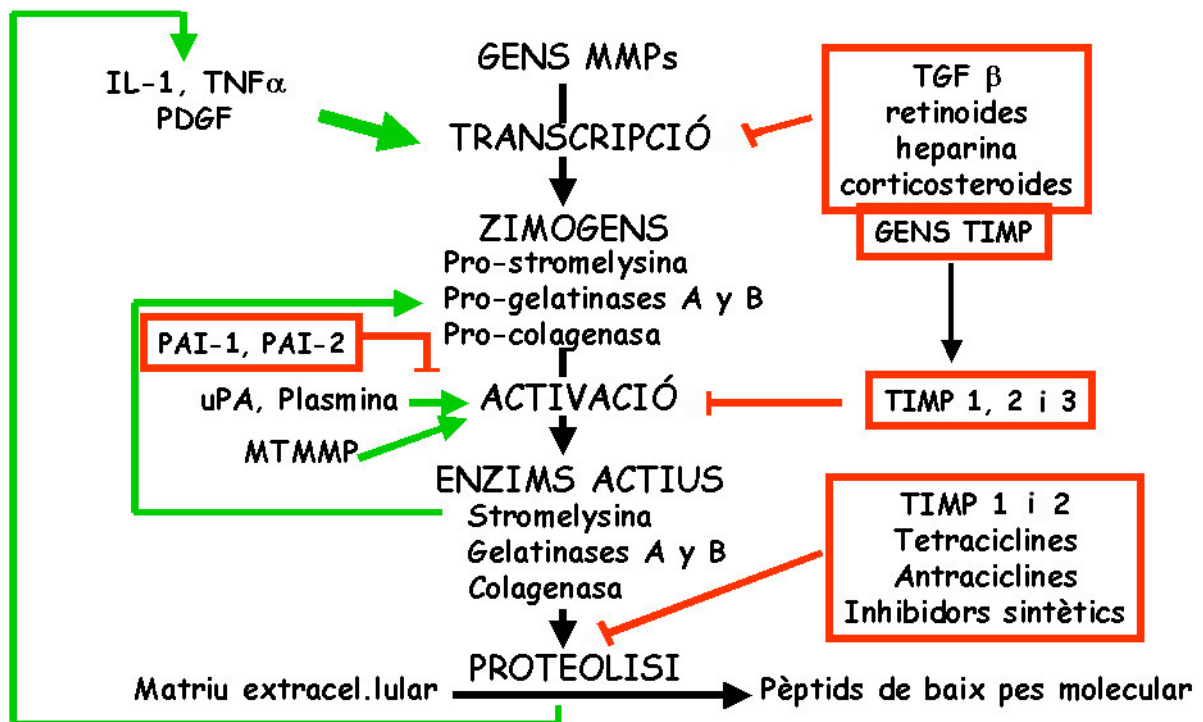 GENS MMPs
IL-1, TNFα
PDGF
TRANSCRIPCIÓ
TGF β
retinoides
heparina
corticosteroides
GENS TIMP
ZIMOGENS
Pro-stromelysina
Pro-gelatinases A y B
Pro-colagenasa
PAI-1, PAI-2
uPA, Plasmina
ACTIVACIÓ
TIMP 1, 2 i 3
MTMMP
ENZIMS ACTIUS
Stromelysina
Gelatinases A y B
Colagenasa
TIMP 1 i 2
Tetraciclines
Antraciclines
Inhibidors sintètics
PROTEOLISI
Matriu extracel.lular
Pèptids de baix pes molecular